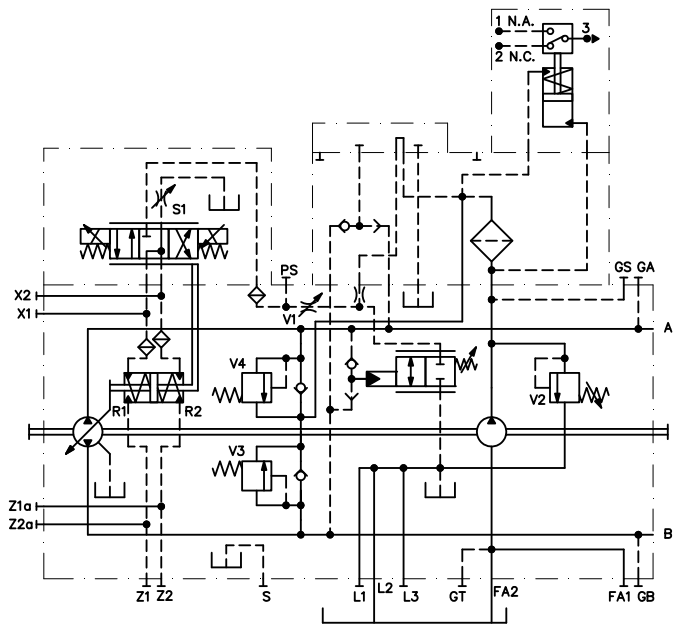 1 N.A.
3
2 N.C.
S1
PS
GS GA
X2
X1
V1
A
V4
V2
R1 R2
V3
Z1a
Z2a
B
Z1 Z2
S
L1 L2 L3
GT
FA2
FA1 GB